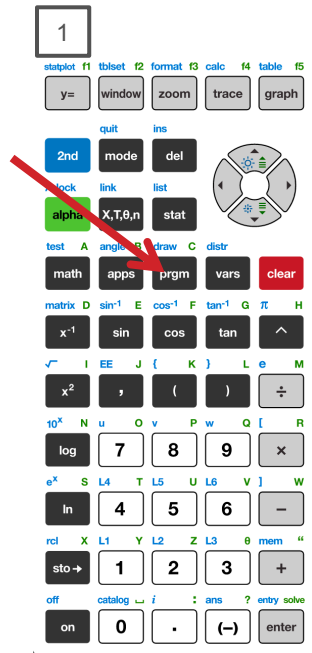 1
statplot f1 tblset f2 format f3 calc f4 table f5
y= window zoom trace graph
quit ins
2nd mode del
lock link list
alpha X,T,θ,n stat
test A angle B draw C distr
math apps prgm vars clear
matrix D sin⁻¹ E cos⁻¹ F tan⁻¹ G π H
x⁻¹ sin cos tan ^
√‾ I EE J { K } L e M
x² , ( ) ÷
10ˣ N u O v P w Q [ R
log 7 8 9 ×
eˣ S L4 T L5 U L6 V ] W
ln 4 5 6 −
rcl X L1 Y L2 Z L3 θ mem “
sto→ 1 2 3 +
off catalog ⎵ i : ans ? entry solve
on 0 . (−) enter